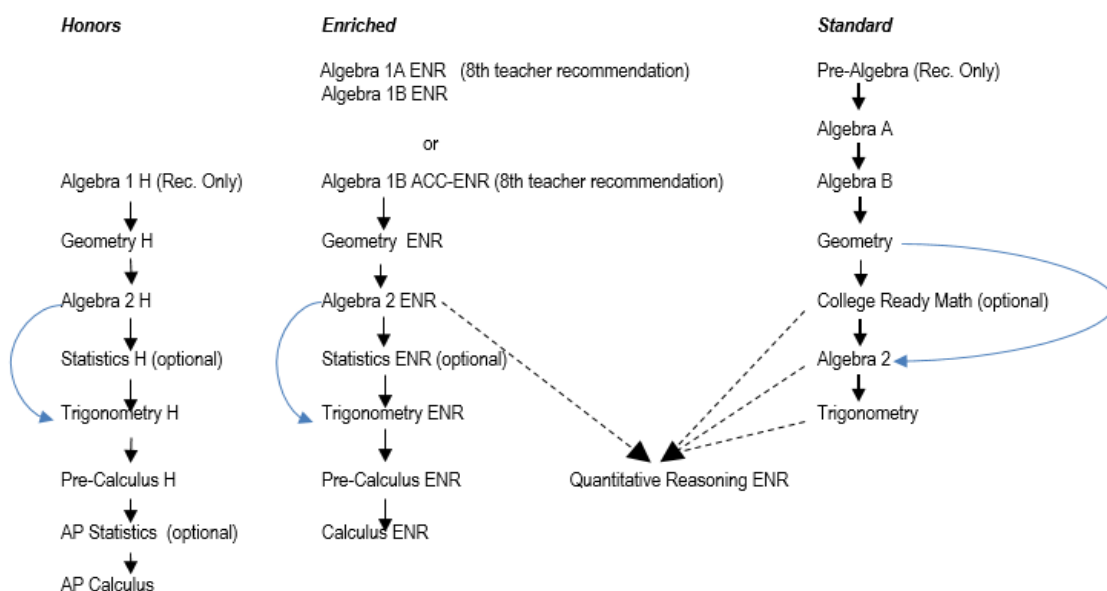 Honors
Algebra 1 H (Rec. Only)
Geometry H
Algebra 2 H
Statistics H (optional)
Trigonometry H
Pre-Calculus H
AP Statistics (optional)
AP Calculus
Enriched
Algebra 1A ENR (8th teacher recommendation)
Algebra 1B ENR
or
Algebra 1B ACC-ENR (8th teacher recommendation)
Geometry ENR
Algebra 2 ENR
Statistics ENR (optional)
Trigonometry ENR
Pre-Calculus ENR
Calculus ENR
Quantitative Reasoning ENR
Standard
Pre-Algebra (Rec. Only)
Algebra A
Algebra B
Geometry
College Ready Math (optional)
Algebra 2
Trigonometry